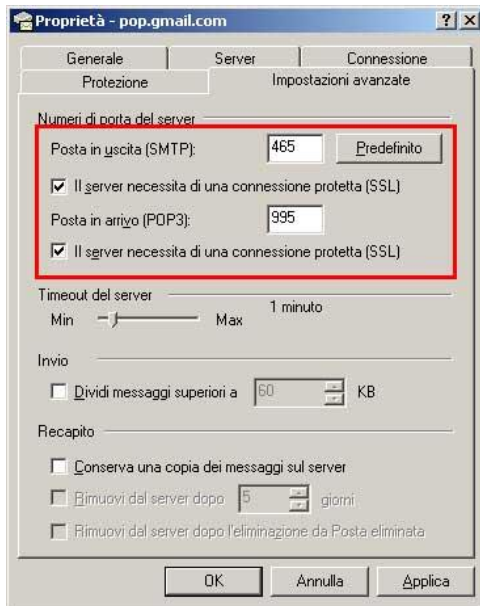 Proprietà - pop.gmail.com
Generale Server Connessione
Protezione Impostazioni avanzate
Numeri di porta del server
Posta in uscita (SMTP): 465 Predefinito
Il server necessita di una connessione protetta (SSL)
Posta in arrivo (POP3): 995
Il server necessita di una connessione protetta (SSL)
Timeout del server
Min Max 1 minuto
Invio
Dividi messaggi superiori a 60 KB
Recapito
Conserva una copia dei messaggi sul server
Rimuovi dal server dopo 5 giorni
Rimuovi dal server dopo l'eliminazione da Posta eliminata
OK Annulla Applica